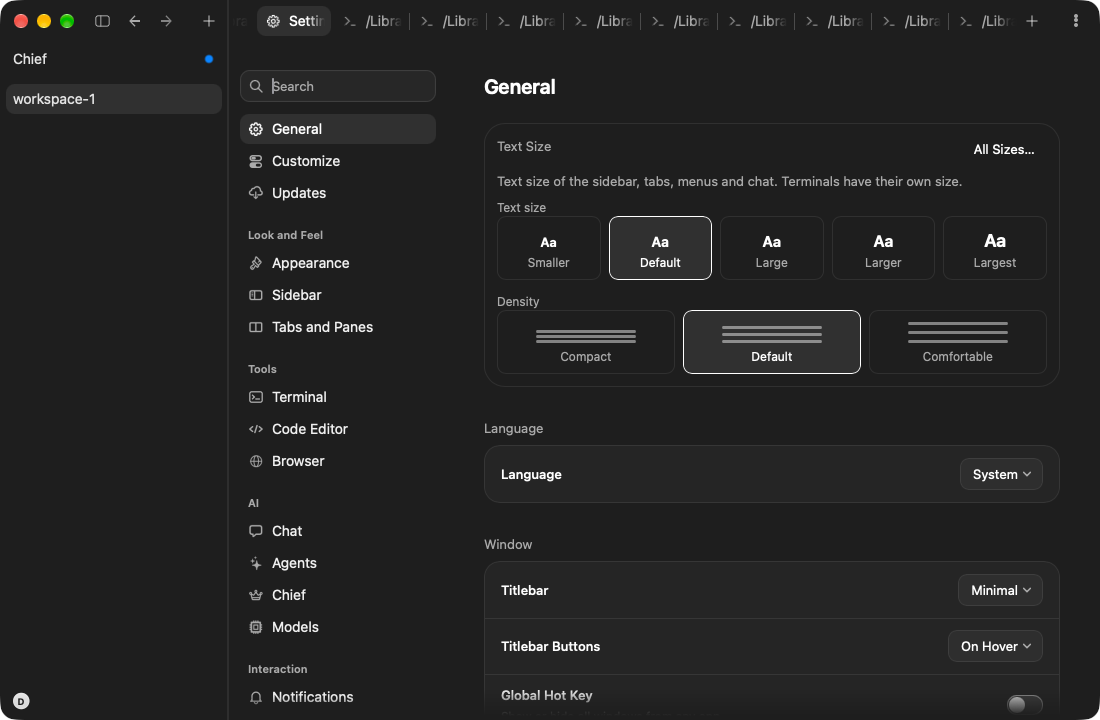 Settin
/Libra
/Libra
/Libra
/Libra
/Libra
/Libra
/Libra
/Libra
/Libra
Chief
workspace-1
D
Search
General
Customize
Updates
Look and Feel
Appearance
Sidebar
Tabs and Panes
Tools
Terminal
Code Editor
Browser
AI
Chat
Agents
Chief
Models
Interaction
Notifications
General
Text Size
All Sizes...
Text size of the sidebar, tabs, menus and chat. Terminals have their own size.
Text size
Aa Aa Aa Aa Aa
Smaller Default Large Larger Largest
Density
Compact Default Comfortable
Language
Language System
Window
Titlebar Minimal
Titlebar Buttons On Hover
Global Hot Key